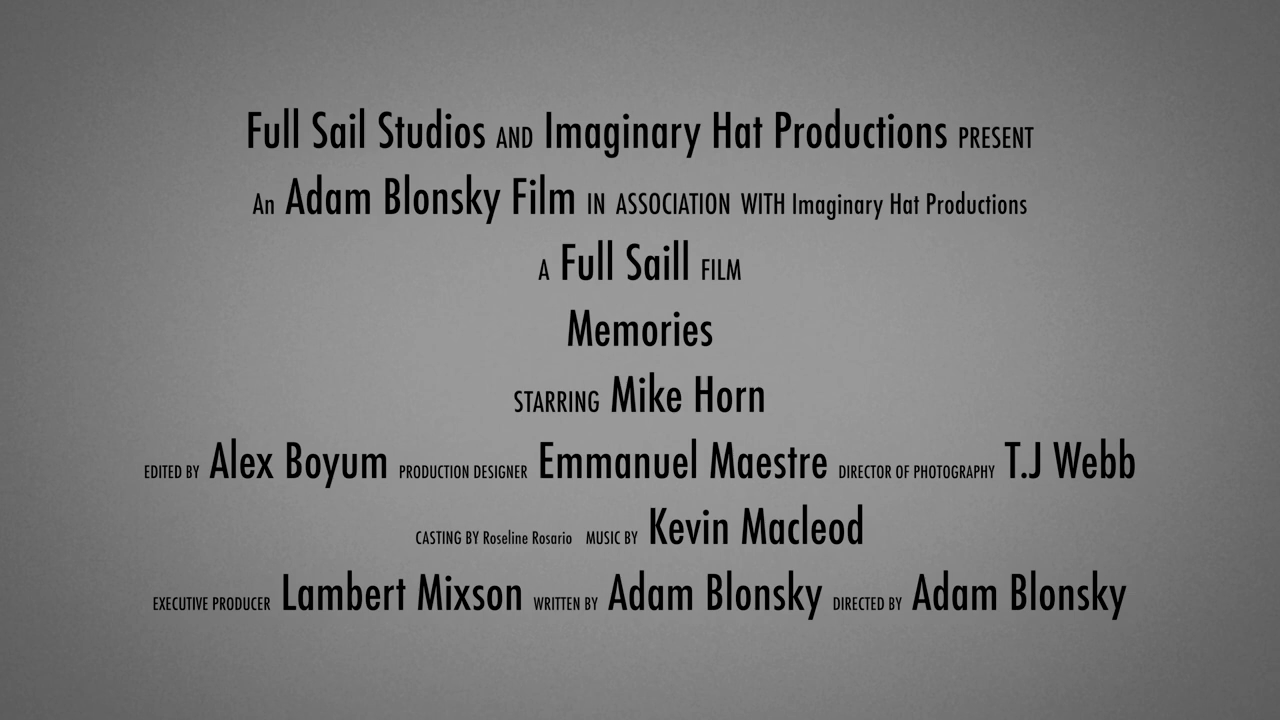 Full Sail Studios AND Imaginary Hat Productions PRESENT
An Adam Blonsky Film IN ASSOCIATION WITH Imaginary Hat Productions
A Full Saill FILM
Memories
STARRING Mike Horn
EDITED BY Alex Boyum PRODUCTION DESIGNER Emmanuel Maestre DIRECTOR OF PHOTOGRAPHY T.J Webb
CASTING BY Roseline Rosario MUSIC BY Kevin Macleod
EXECUTIVE PRODUCER Lambert Mixson WRITTEN BY Adam Blonsky DIRECTED BY Adam Blonsky